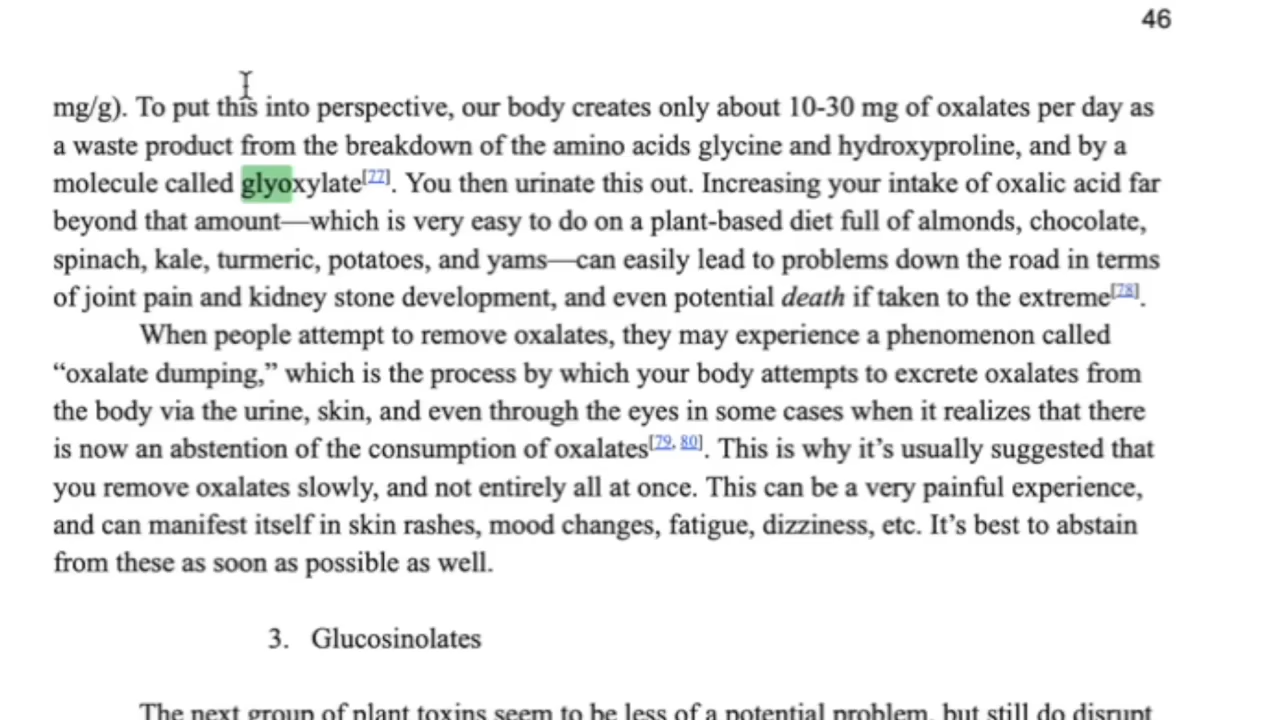 46
mg/g). To put this into perspective, our body creates only about 10-30 mg of oxalates per day as
a waste product from the breakdown of the amino acids glycine and hydroxyproline, and by a
molecule called glyoxylate[77]. You then urinate this out. Increasing your intake of oxalic acid far
beyond that amount—which is very easy to do on a plant-based diet full of almonds, chocolate,
spinach, kale, turmeric, potatoes, and yams—can easily lead to problems down the road in terms
of joint pain and kidney stone development, and even potential death if taken to the extreme[78].
When people attempt to remove oxalates, they may experience a phenomenon called
“oxalate dumping,” which is the process by which your body attempts to excrete oxalates from
the body via the urine, skin, and even through the eyes in some cases when it realizes that there
is now an abstention of the consumption of oxalates[79, 80]. This is why it’s usually suggested that
you remove oxalates slowly, and not entirely all at once. This can be a very painful experience,
and can manifest itself in skin rashes, mood changes, fatigue, dizziness, etc. It’s best to abstain
from these as soon as possible as well.
3. Glucosinolates
The next group of plant toxins seem to be less of a potential problem, but still do disrupt